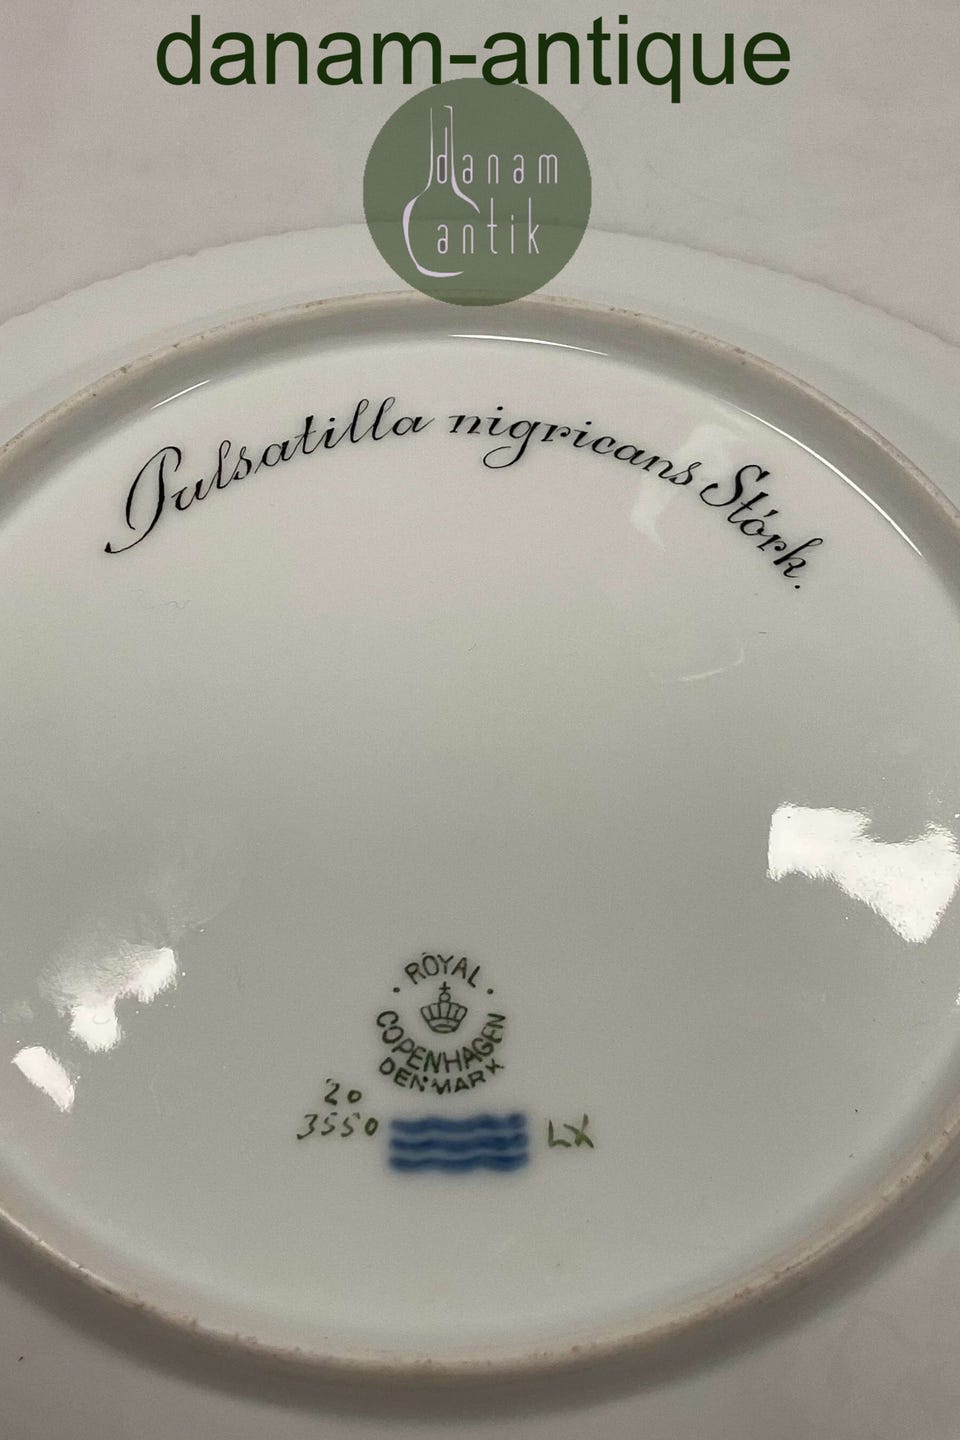 danam-antique
danam
antik
Pulsatilla nigricans Störk.
ROYAL
COPENHAGEN
DENMARK
20
3550
LX